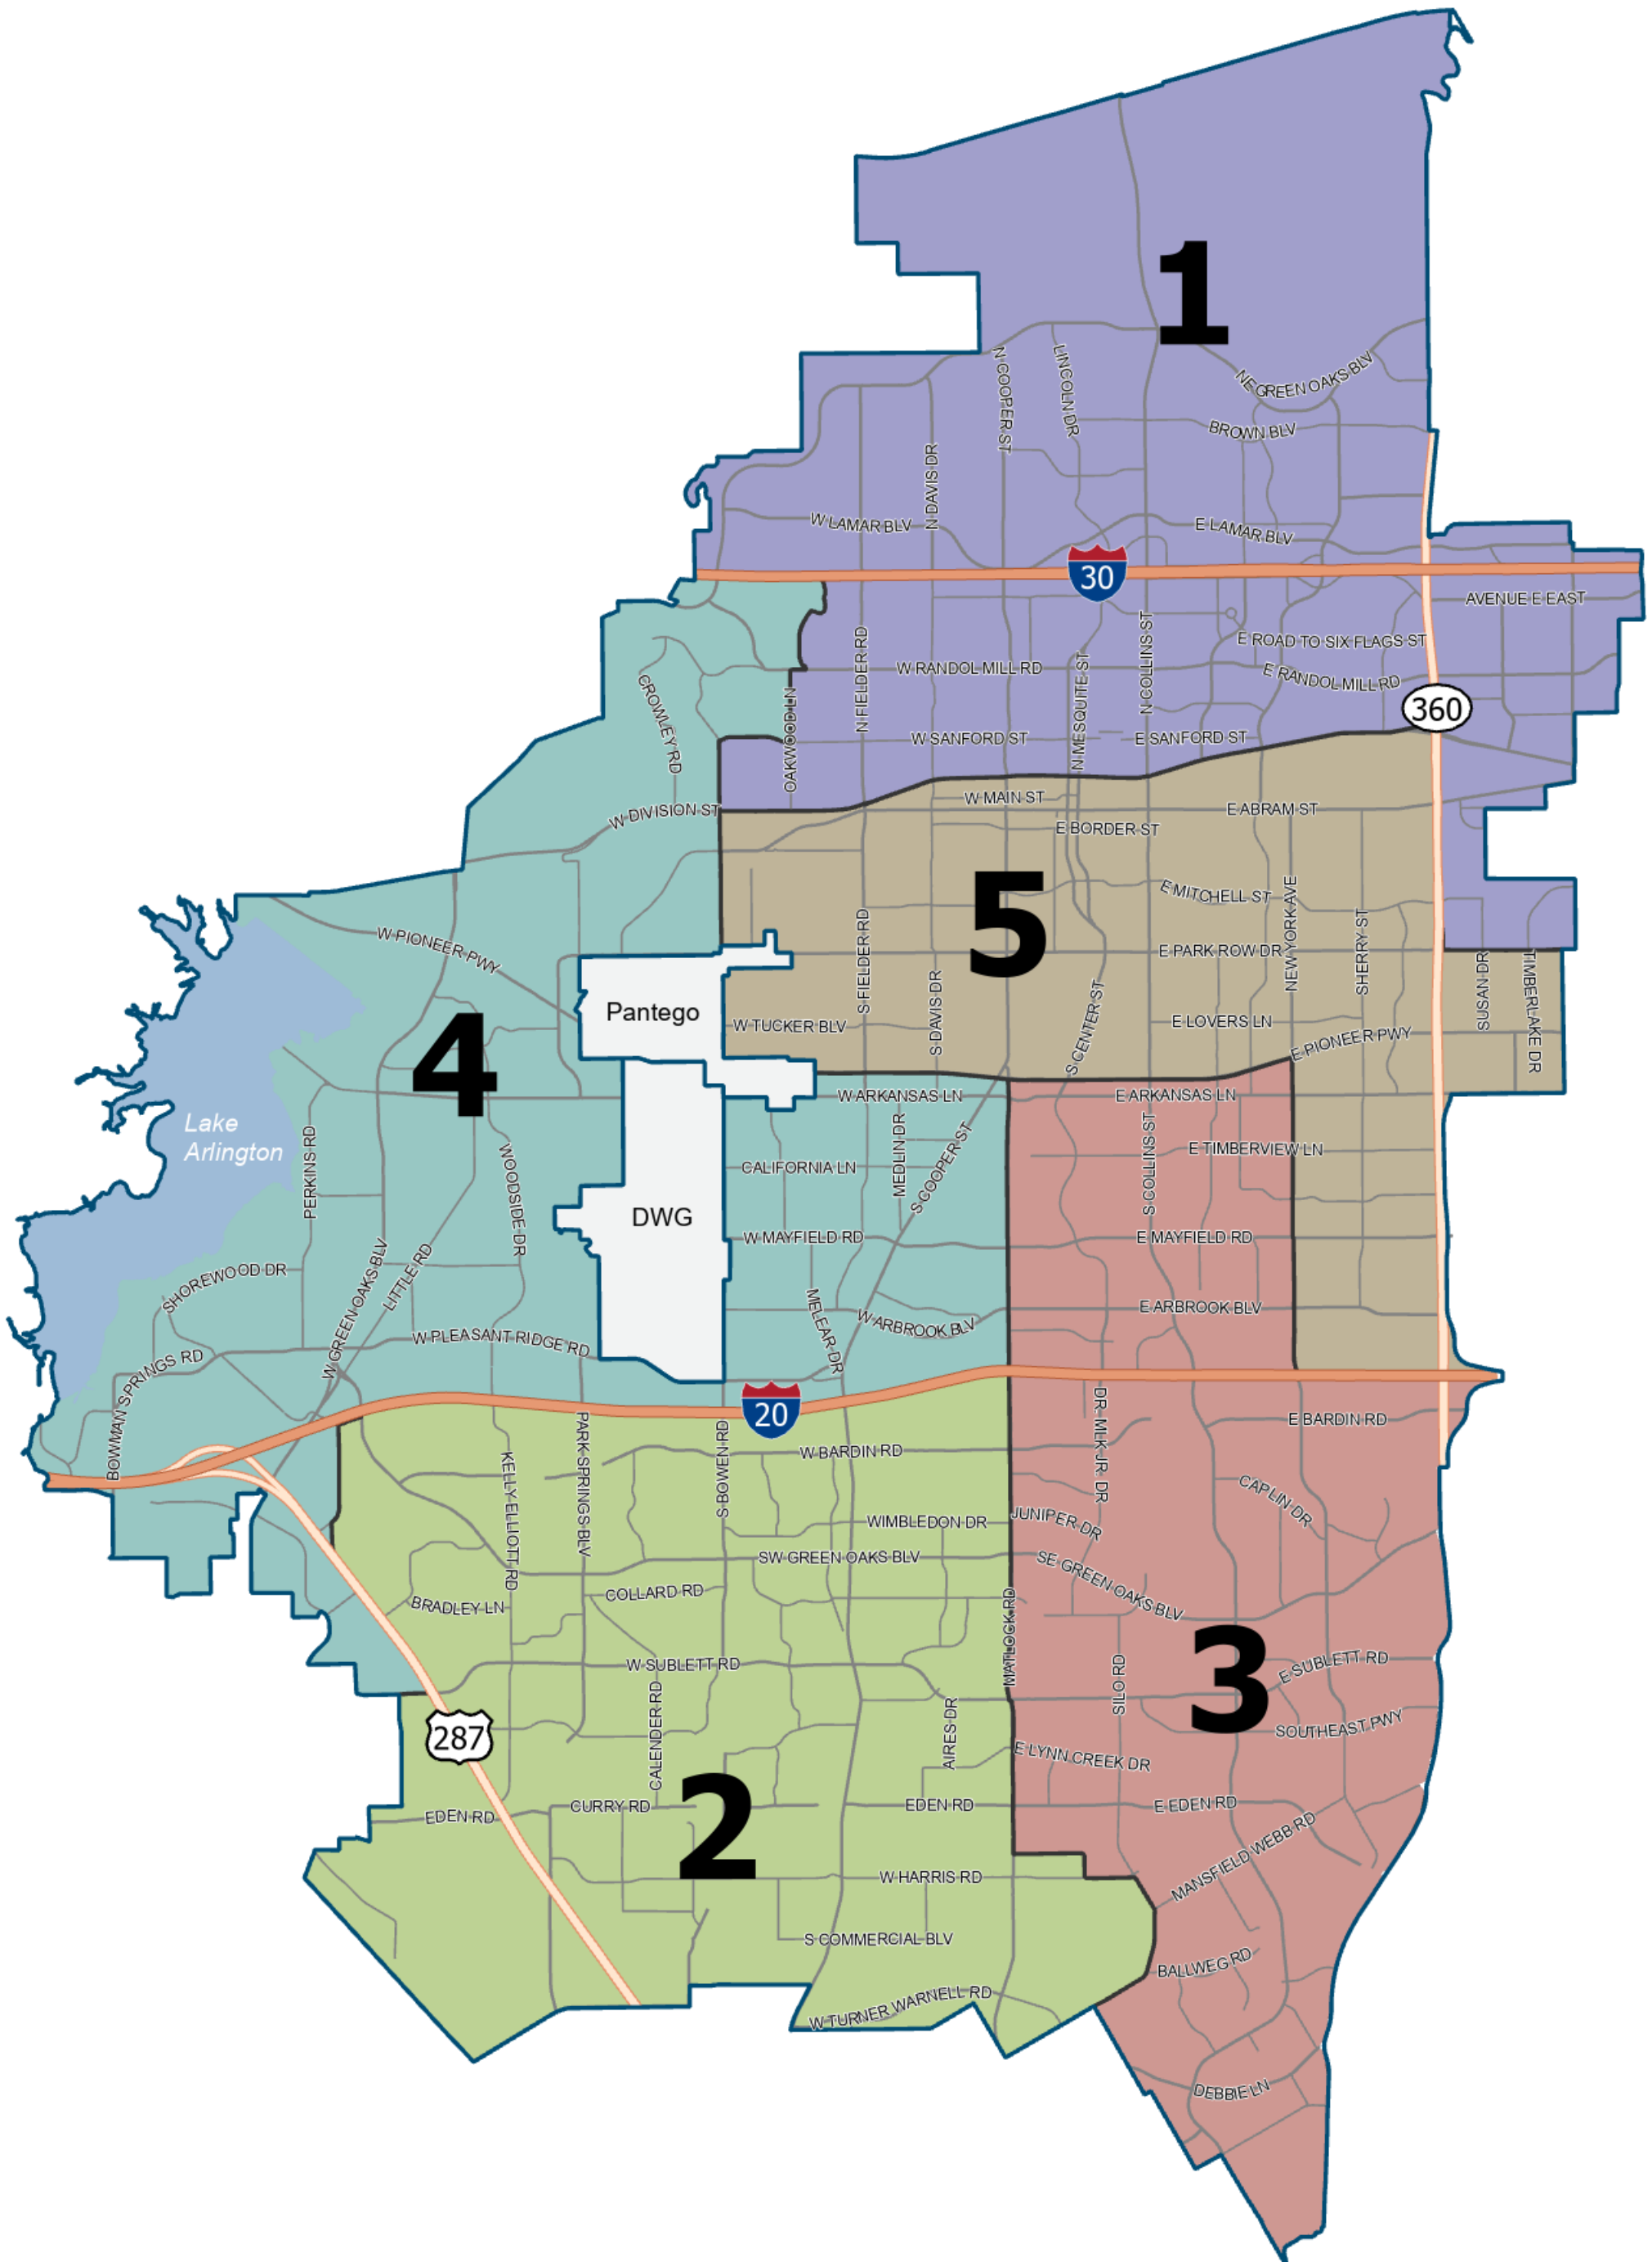 1
N COOPER ST
LINCOLN DR
NE GREEN OAKS BLV
BROWN BLV
N DAVIS DR
W LAMAR BLV
E LAMAR BLV
30
AVENUE E EAST
N FIELDER RD
N COLLINS ST
E ROAD TO SIX FLAGS ST
W RANDOL MILL RD
N MESQUITE ST
E RANDOL MILL RD
CROWLEY RD
OAKWOOD LN
360
W SANFORD ST
E SANFORD ST
W DIVISION ST
W MAIN ST
E ABRAM ST
E BORDER ST
5
E MITCHELL ST
NEW YORK AVE
SHERRY ST
W PIONEER PWY
S FIELDER RD
E PARK ROW DR
SUSAN DR
TIMBERLAKE DR
Pantego
4
W TUCKER BLV
S DAVIS DR
S CENTER ST
E LOVERS LN
E PIONEER PWY
W ARKANSAS LN
E ARKANSAS LN
Lake
Arlington
PERKINS RD
WOODSIDE DR
CALIFORNIA LN
MEDLIN DR
S COOPER ST
S COLLINS ST
E TIMBERVIEW LN
DWG
W MAYFIELD RD
E MAYFIELD RD
SHOREWOOD DR
W GREEN OAKS BLV
LITTLE RD
MELEAR DR
W ARBROOK BLV
E ARBROOK BLV
W PLEASANT RIDGE RD
BOWMAN SPRINGS RD
20
KELLY ELLIOTT RD
PARK SPRINGS BLV
S BOWEN RD
W BARDIN RD
DR. MLK JR. DR
E BARDIN RD
CAPLIN DR
WIMBLEDON DR
JUNIPER DR
SW GREEN OAKS BLV
SE GREEN OAKS BLV
COLLARD RD
BRADLEY LN
MATLOCK RD
3
W SUBLETT RD
SILO RD
E SUBLETT RD
287
CALENDER RD
AIRES DR
SOUTHEAST PWY
E LYNN CREEK DR
2
EDEN RD
CURRY RD
EDEN RD
E EDEN RD
MANSFIELD WEBB RD
W HARRIS RD
S COMMERCIAL BLV
BALLWEG RD
W TURNER WARNELL RD
DEBBIE LN